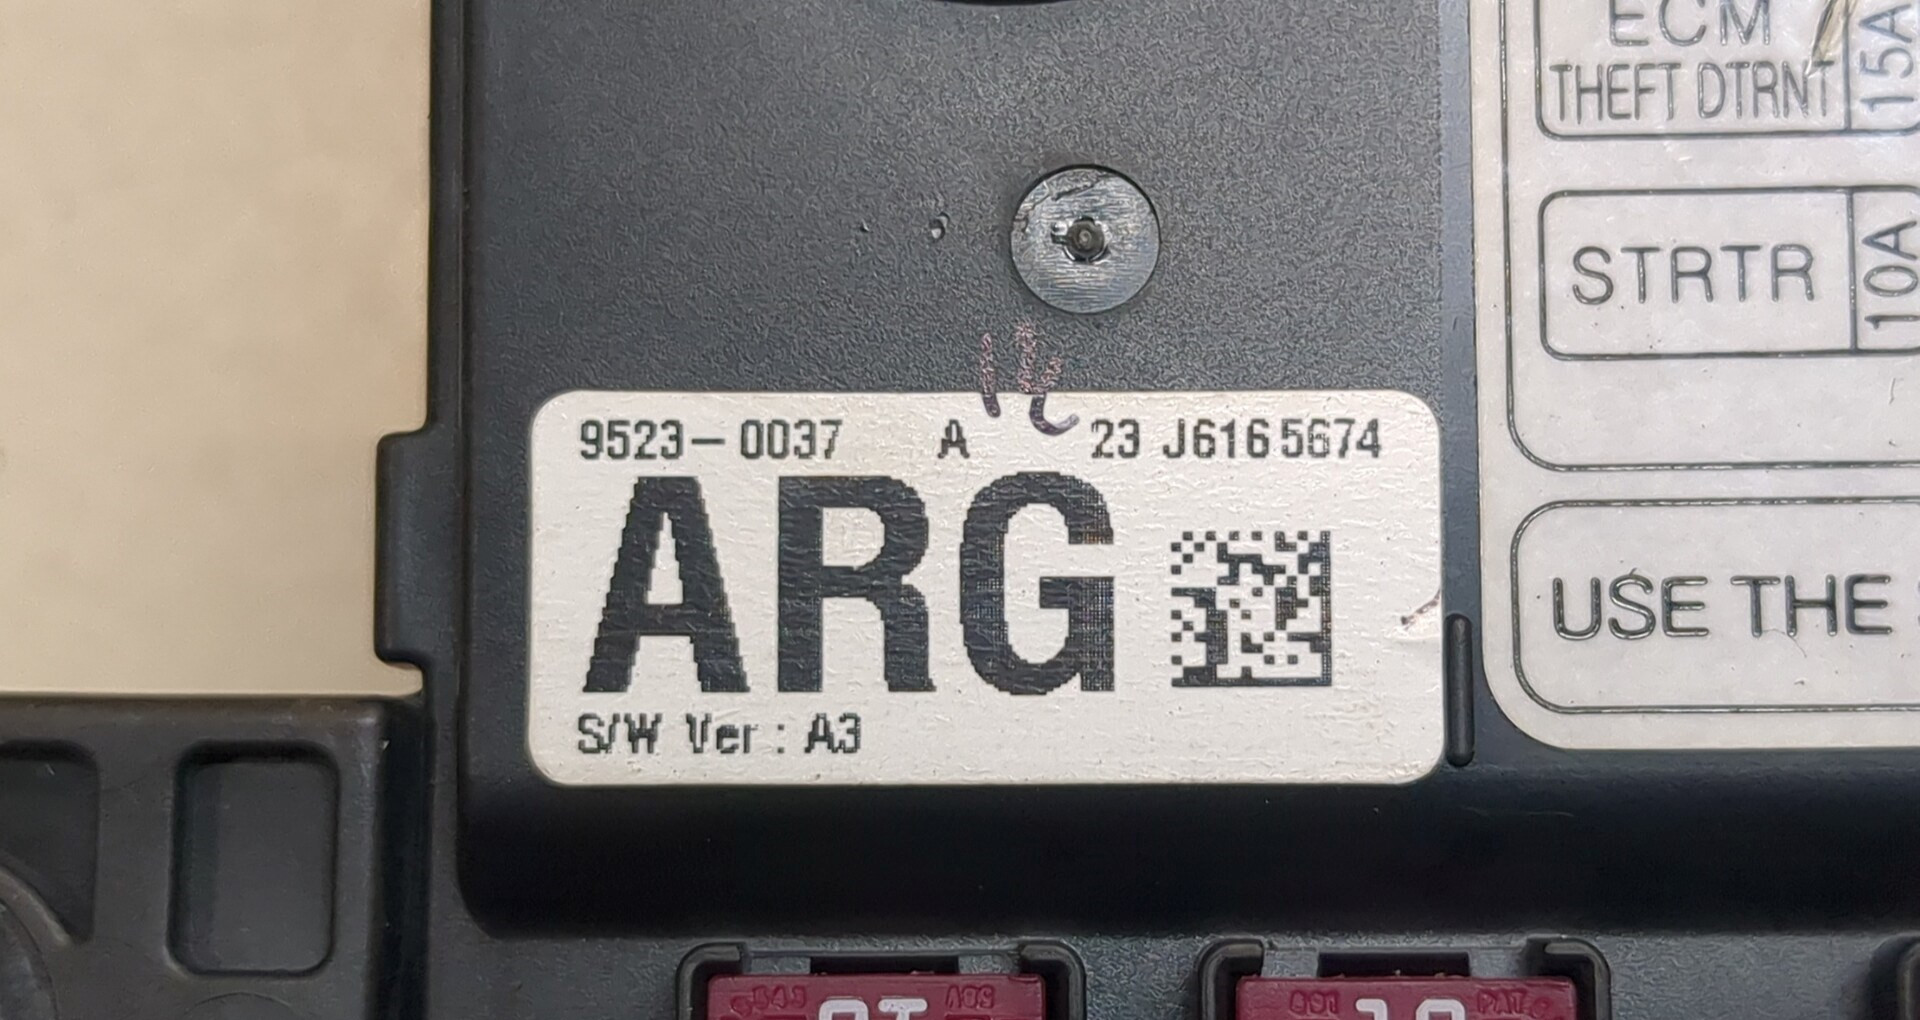 ECM
THEFT DTRNT
15A
STRTR
10A
9523-0037 A 23 J6165674
ARG
S/W Ver : A3
USE THE